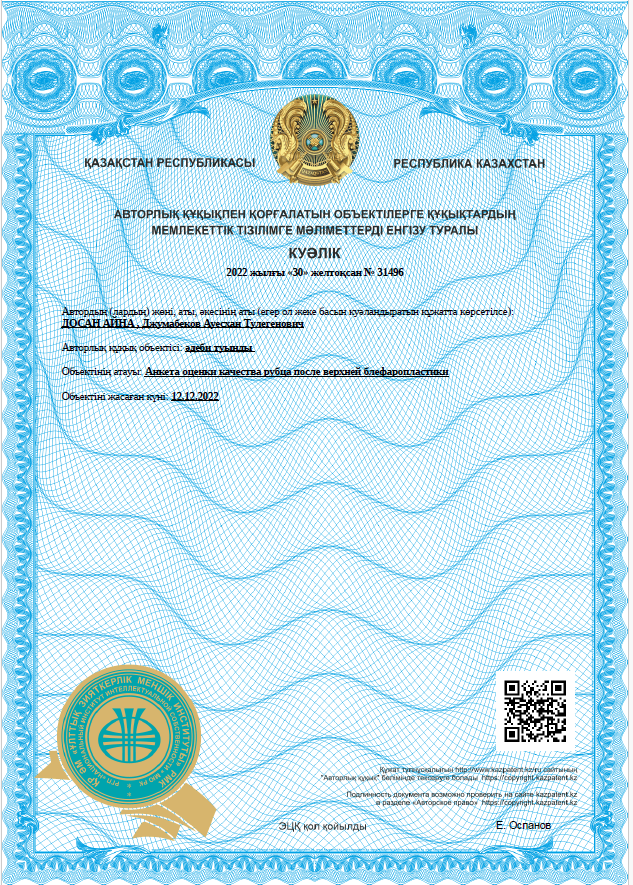 ҚАЗАҚСТАН РЕСПУБЛИКАСЫ
РЕСПУБЛИКА КАЗАХСТАН
АВТОРЛЫҚ ҚҰҚЫҚПЕН ҚОРҒАЛАТЫН ОБЪЕКТІЛЕРГЕ ҚҰҚЫҚТАРДЫҢ
МЕМЛЕКЕТТІК ТІЗІЛІМГЕ МӘЛІМЕТТЕРДІ ЕНГІЗУ ТУРАЛЫ
КУӘЛІК
2022 жылғы «30» желтоқсан № 31496
Автордың (лардың) жөні, аты, әкесінің аты (егер ол жеке басын куәландыратын құжатта көрсетілсе):
ДОСАН АЙНА , Джумабеков Ауесхан Тулегенович
Авторлық құқық объектісі: әдеби туынды
Объектінің атауы: Анкета оценки качества рубца после верхней блефаропластики
Объектіні жасаған күні: 12.12.2022
Құжат түпнұсқалығын http://www.kazpatent.kz/ru сайтының
"Авторлық құқық" бөлімінде тексеруге болады https://copyright.kazpatent.kz
Подлинность документа возможно проверить на сайте kazpatent.kz
в разделе «Авторское право» https://copyright.kazpatent.kz
ЭЦҚ қол қойылды
Е. Оспанов